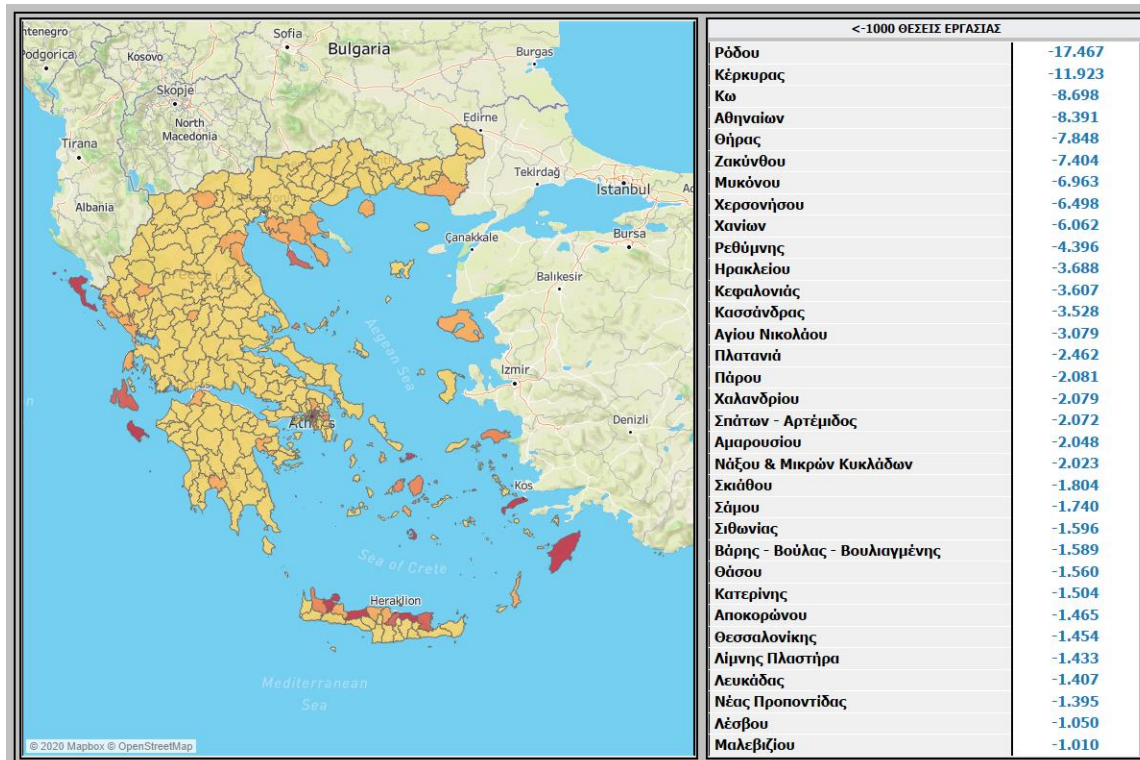 ntenegro
Podgorica
Kosovo
Sofia
Bulgaria
Burgas
Skopje
North
Macedonia
Edirne
Tirana
Tekirdağ
Istanbul
Albania
Çanakkale
Bursa
Balıkesir
Aegean Sea
Izmir
Denizli
Kos
Sea of Crete
Heraklion
Mediterranean
Sea
© 2020 Mapbox © OpenStreetMap
<-1000 ΘΕΣΕΙΣ ΕΡΓΑΣΙΑΣ
Ρόδου -17.467
Κέρκυρας -11.923
Κω -8.698
Αθηναίων -8.391
Θήρας -7.848
Ζακύνθου -7.404
Μυκόνου -6.963
Χερσονήσου -6.498
Χανίων -6.062
Ρεθύμνης -4.396
Ηρακλείου -3.688
Κεφαλονιάς -3.607
Κασσάνδρας -3.528
Αγίου Νικολάου -3.079
Πλατανιά -2.462
Πάρου -2.081
Χαλανδρίου -2.079
Σπάτων - Αρτέμιδος -2.072
Αμαρουσίου -2.048
Νάξου & Μικρών Κυκλάδων -2.023
Σκιάθου -1.804
Σάμου -1.740
Σιθωνίας -1.596
Βάρης - Βούλας - Βουλιαγμένης -1.589
Θάσου -1.560
Κατερίνης -1.504
Αποκορώνου -1.465
Θεσσαλονίκης -1.454
Λίμνης Πλαστήρα -1.433
Λευκάδας -1.407
Νέας Προποντίδας -1.395
Λέσβου -1.050
Μαλεβιζίου -1.010